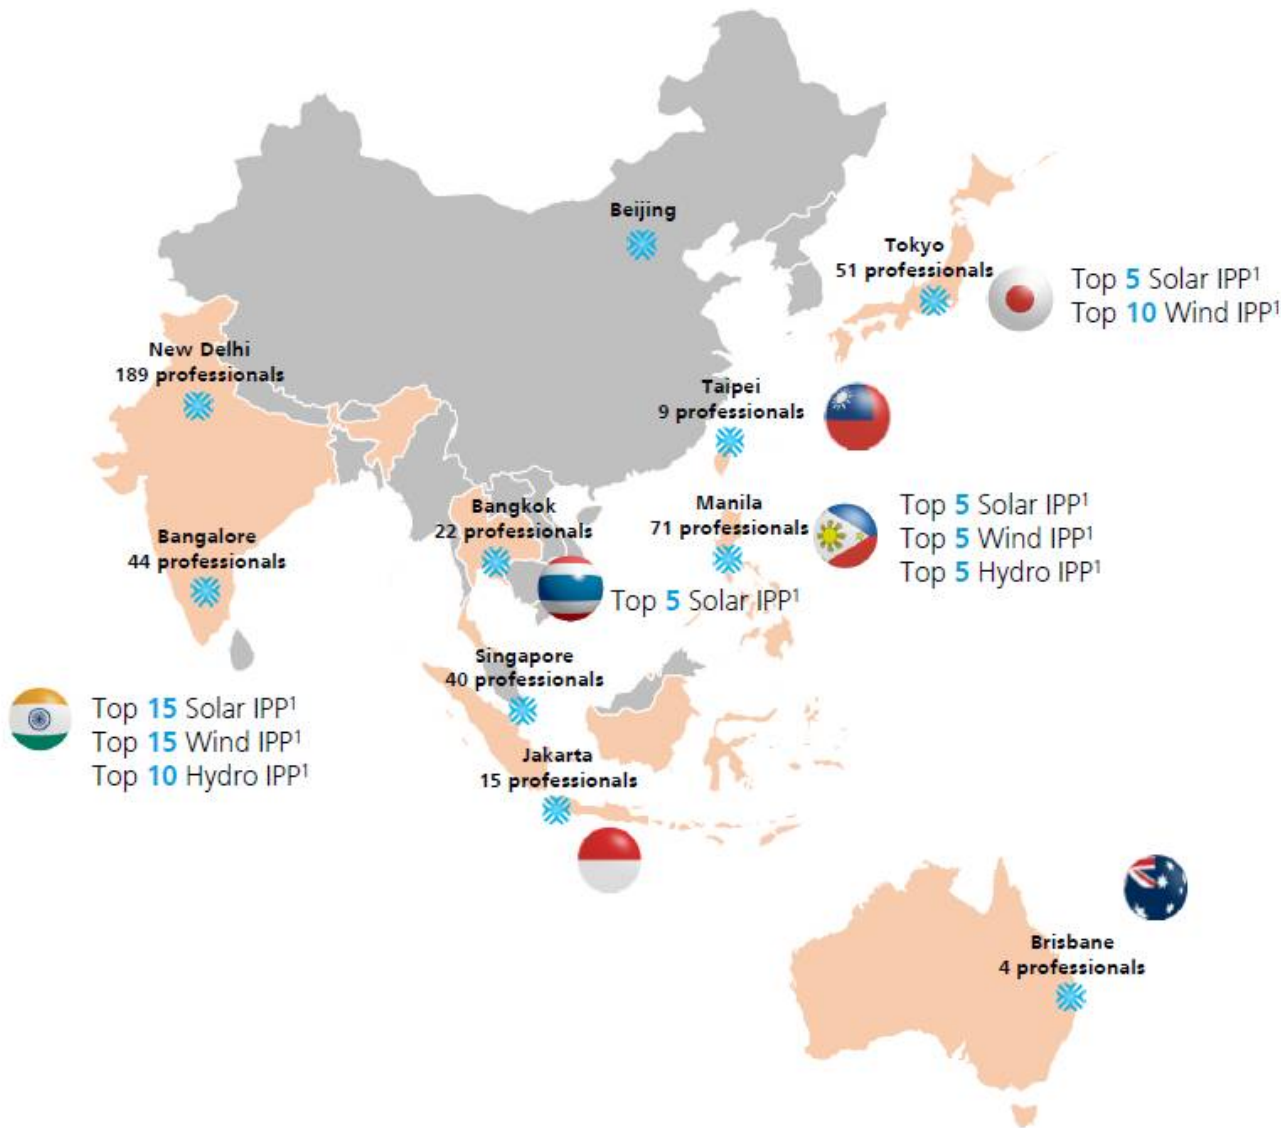 Beijing
Tokyo
51 professionals
Top 5 Solar IPP¹
Top 10 Wind IPP¹
New Delhi
189 professionals
Taipei
9 professionals
Manila
71 professionals
Top 5 Solar IPP¹
Top 5 Wind IPP¹
Top 5 Hydro IPP¹
Bangkok
22 professionals
Top 5 Solar IPP¹
Bangalore
44 professionals
Singapore
40 professionals
Top 15 Solar IPP¹
Top 15 Wind IPP¹
Top 10 Hydro IPP¹
Jakarta
15 professionals
Brisbane
4 professionals